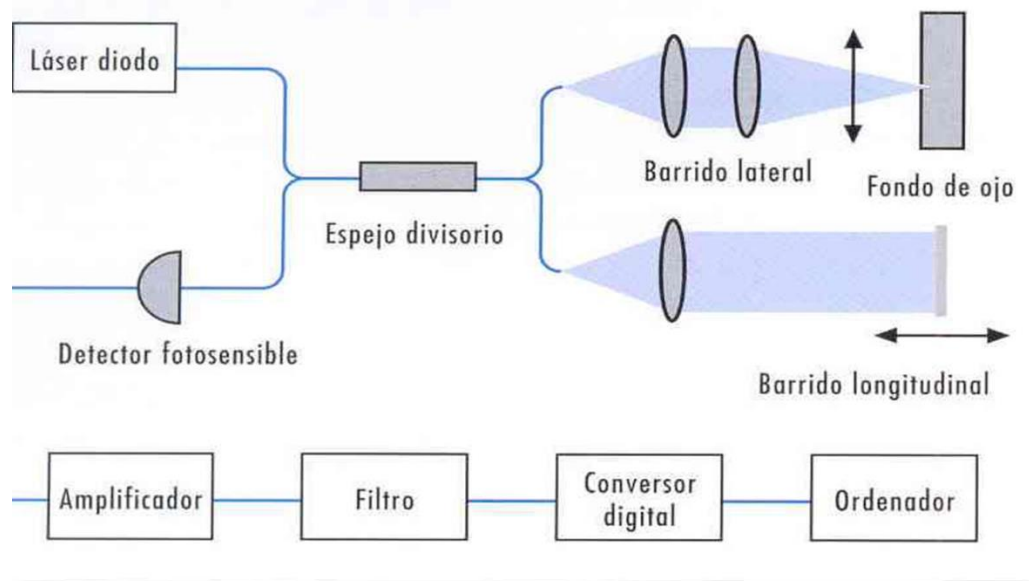 Láser diodo
Barrido lateral
Fondo de ojo
Espejo divisorio
Detector fotosensible
Barrido longitudinal
Amplificador
Filtro
Conversor
digital
Ordenador